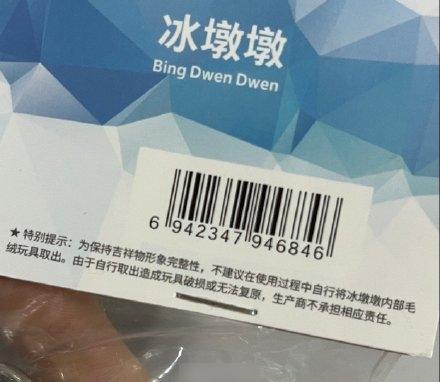 冰墩墩
Bing Dwen Dwen
6 942347 946846
★特别提示：为保持吉祥物形象完整性，不建议在使用过程中自行将冰墩墩内部毛
绒玩具取出。由于自行取出造成玩具破损或无法复原，生产商不承担相应责任。